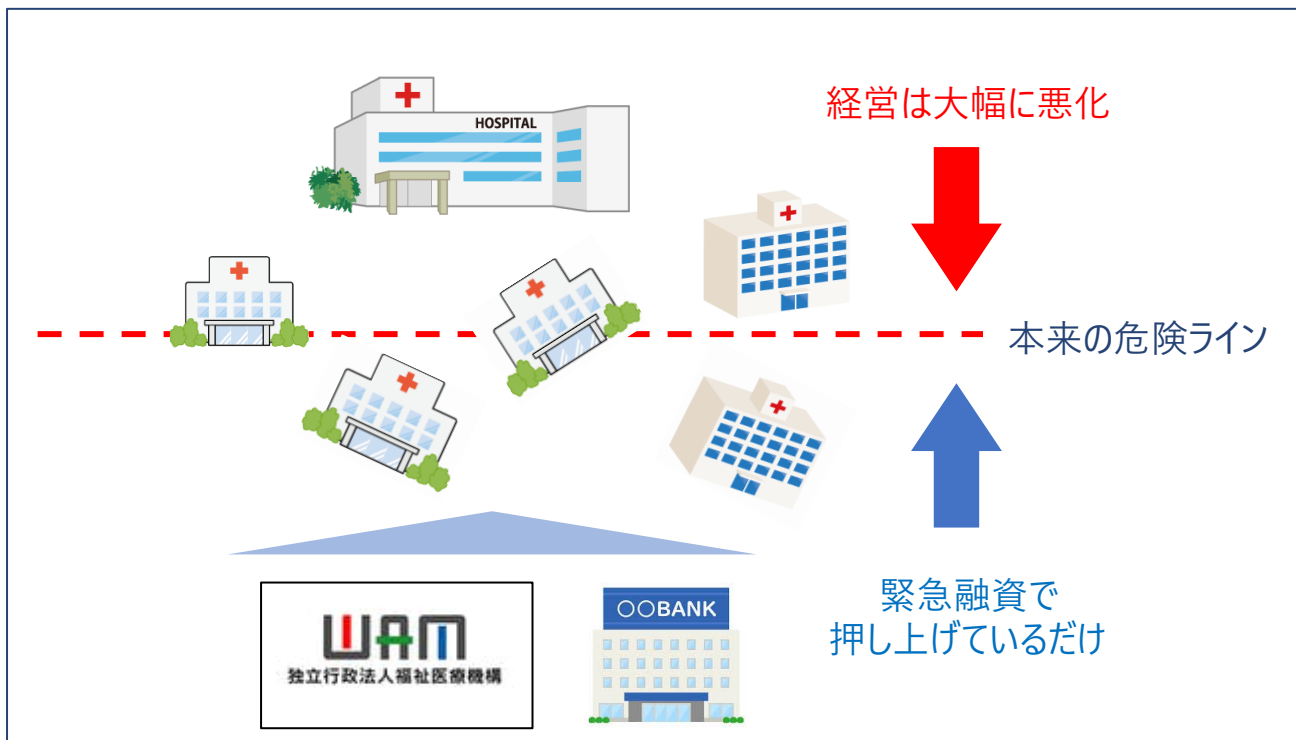 HOSPITAL
経営は大幅に悪化
本来の危険ライン
WAM
独立行政法人福祉医療機構
〇〇BANK
緊急融資で
押し上げているだけ